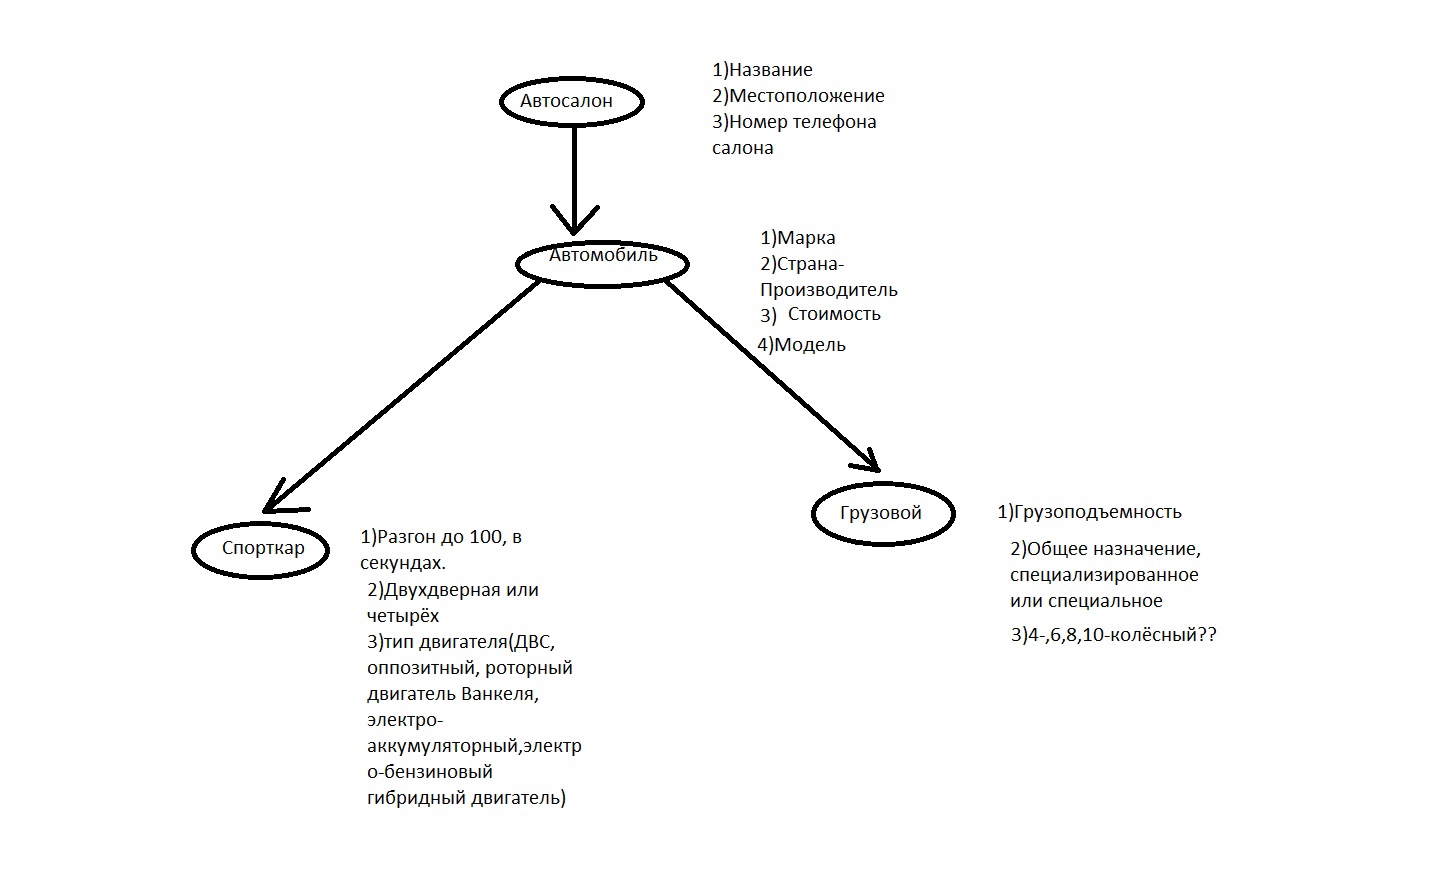 Автосалон
1)Название
2)Местоположение
3)Номер телефона
салона
Автомобиль
1)Марка
2)Страна-
Производитель
3) Стоимость
4)Модель
Спорткар
1)Разгон до 100, в
секундах.
2)Двухдверная или
четырёх
3)тип двигателя(ДВС,
оппозитный, роторный
двигатель Ванкеля,
электро-
аккумуляторный,электр
о-бензиновый
гибридный двигатель)
Грузовой
1)Грузоподъемность
2)Общее назначение,
специализированное
или специальное
3)4-,6,8,10-колёсный??